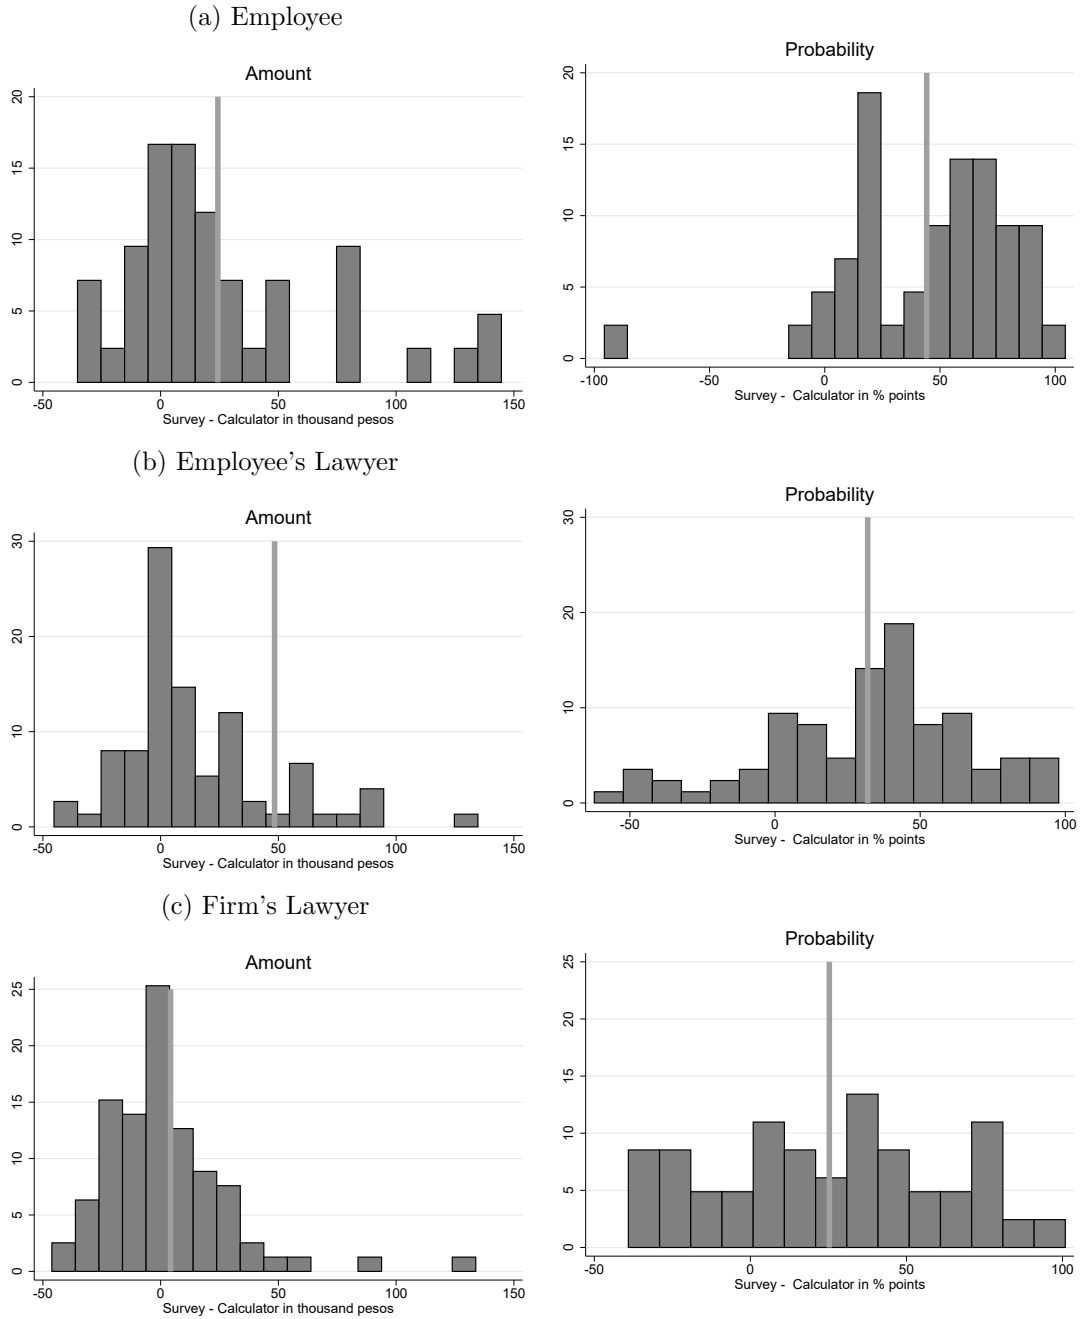 (a) Employee
Amount
20
15
10
5
0
-50 0 50 100 150
Survey - Calculator in thousand pesos
Probability
20
15
10
5
0
-100 -50 0 50 100
Survey - Calculator in % points
(b) Employee's Lawyer
Amount
30
20
10
0
-50 0 50 100 150
Survey - Calculator in thousand pesos
Probability
30
20
10
0
-50 0 50 100
Survey - Calculator in % points
(c) Firm's Lawyer
Amount
25
20
15
10
5
0
-50 0 50 100 150
Survey - Calculator in thousand pesos
Probability
25
20
15
10
5
0
-50 0 50 100
Survey - Calculator in % points